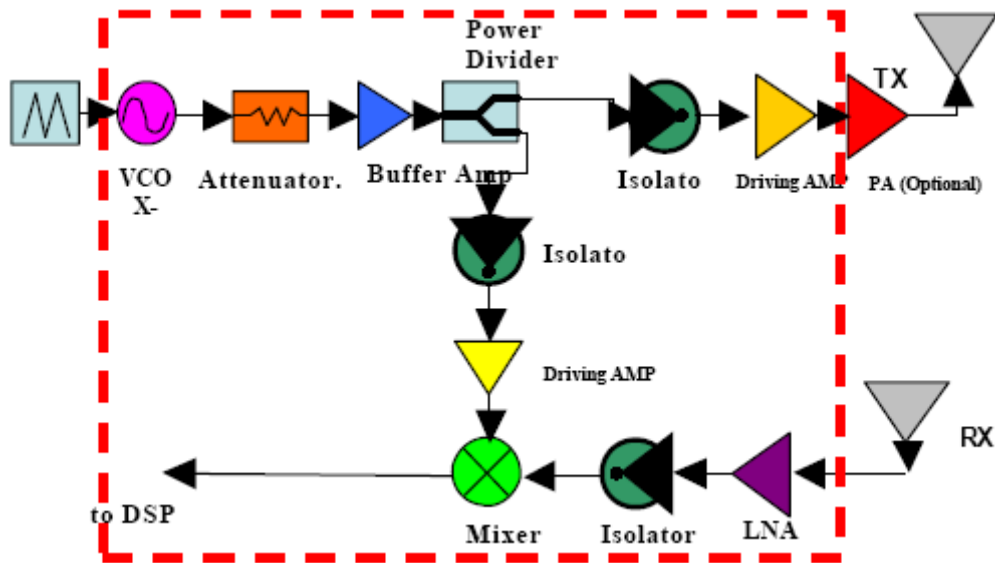 Power
Divider
TX
VCO
X-
Attenuator.
Buffer Amp
Isolato
Driving AMP
PA (Optional)
Isolato
Driving AMP
RX
to DSP
Mixer
Isolator
LNA